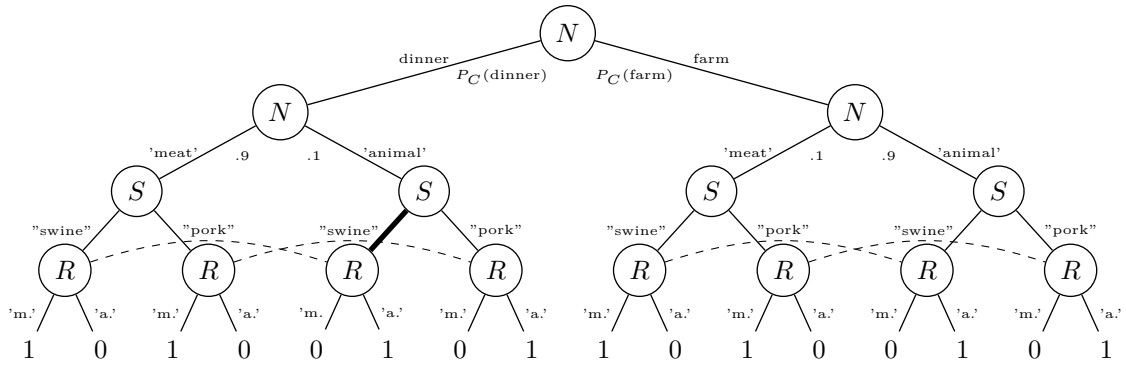 N
dinner farm
P_C(dinner) P_C(farm)
N N
'meat' .9 .1 'animal' 'meat' .1 .9 'animal'
S S S S
"swine" "pork" "swine" "pork" "swine" "pork" "swine" "pork"
R R R R R R R R
'm.' 'a.' 'm.' 'a.' 'm. 'a.' 'm.' 'a.' 'm.' 'a.' 'm.' 'a.' 'm.' 'a.' 'm.' 'a.'
1 0 1 0 0 1 0 1 1 0 1 0 0 1 0 1